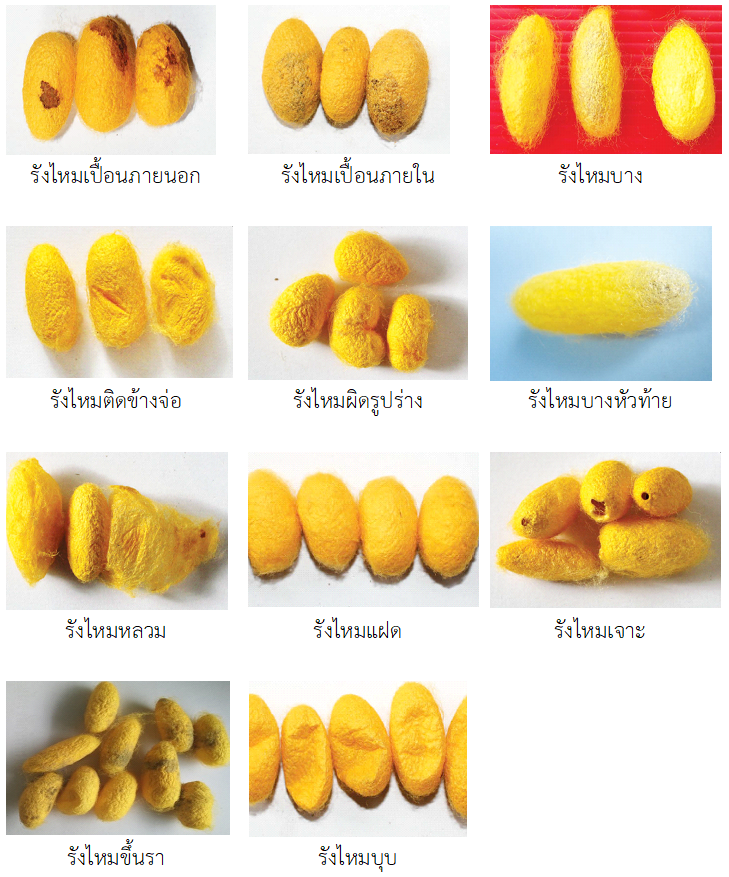 รังไหมเปื้อนภายนอก
รังไหมเปื้อนภายใน
รังไหมบาง
รังไหมติดข้างจ่อ
รังไหมผิดรูปร่าง
รังไหมบางหัวท้าย
รังไหมหลวม
รังไหมแฝด
รังไหมเจาะ
รังไหมขึ้นรา
รังไหมบุบ